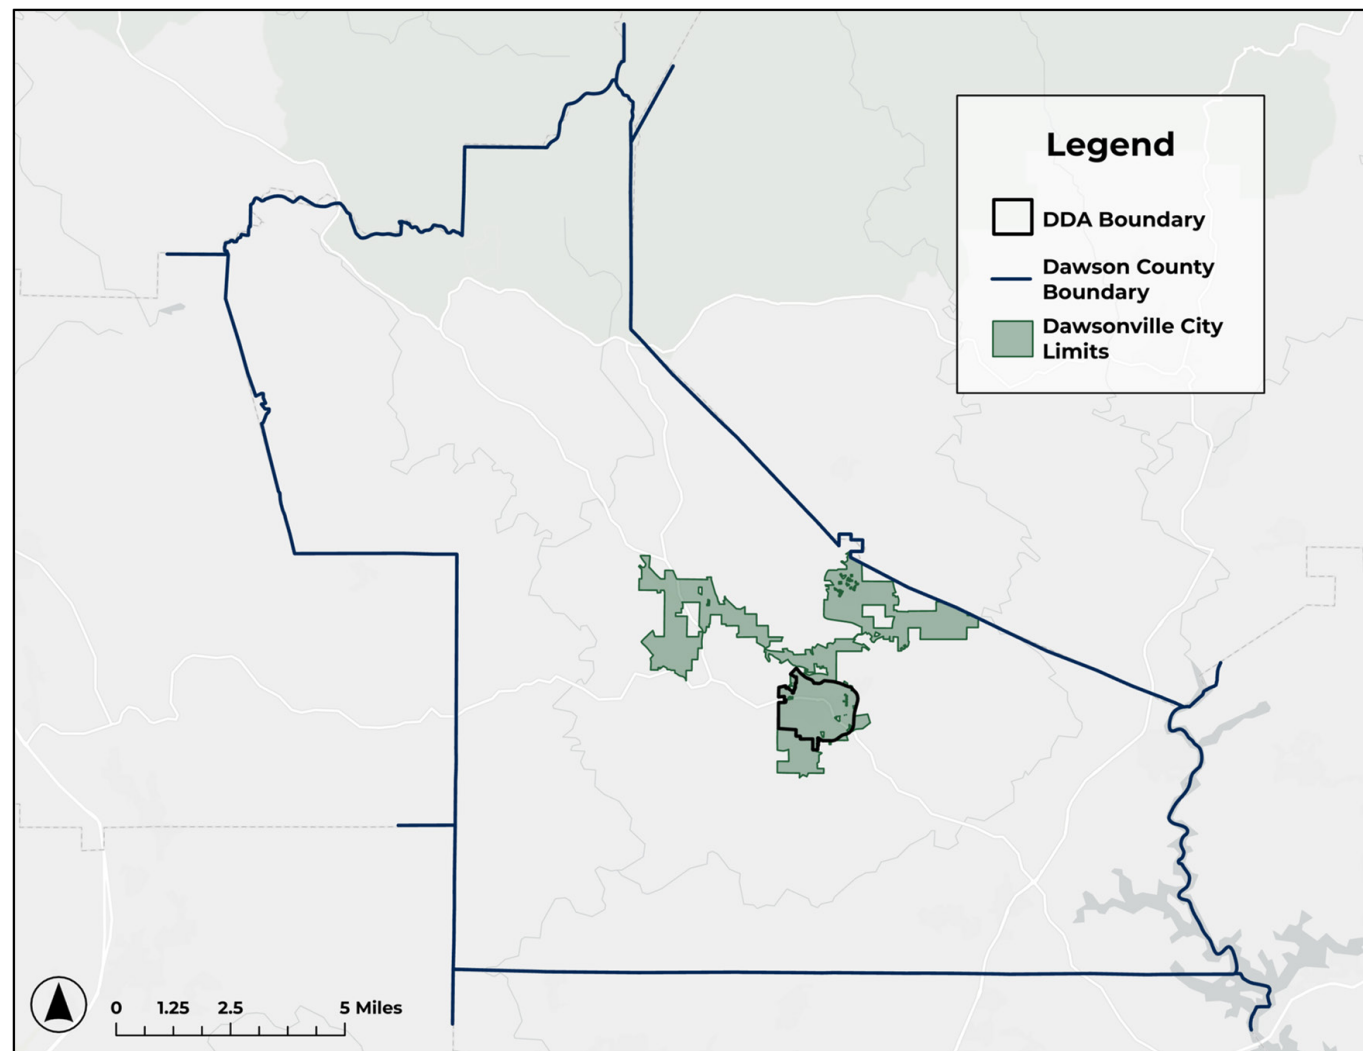 Legend
DDA Boundary
Dawson County
Boundary
Dawsonville City
Limits
0 1.25 2.5 5 Miles